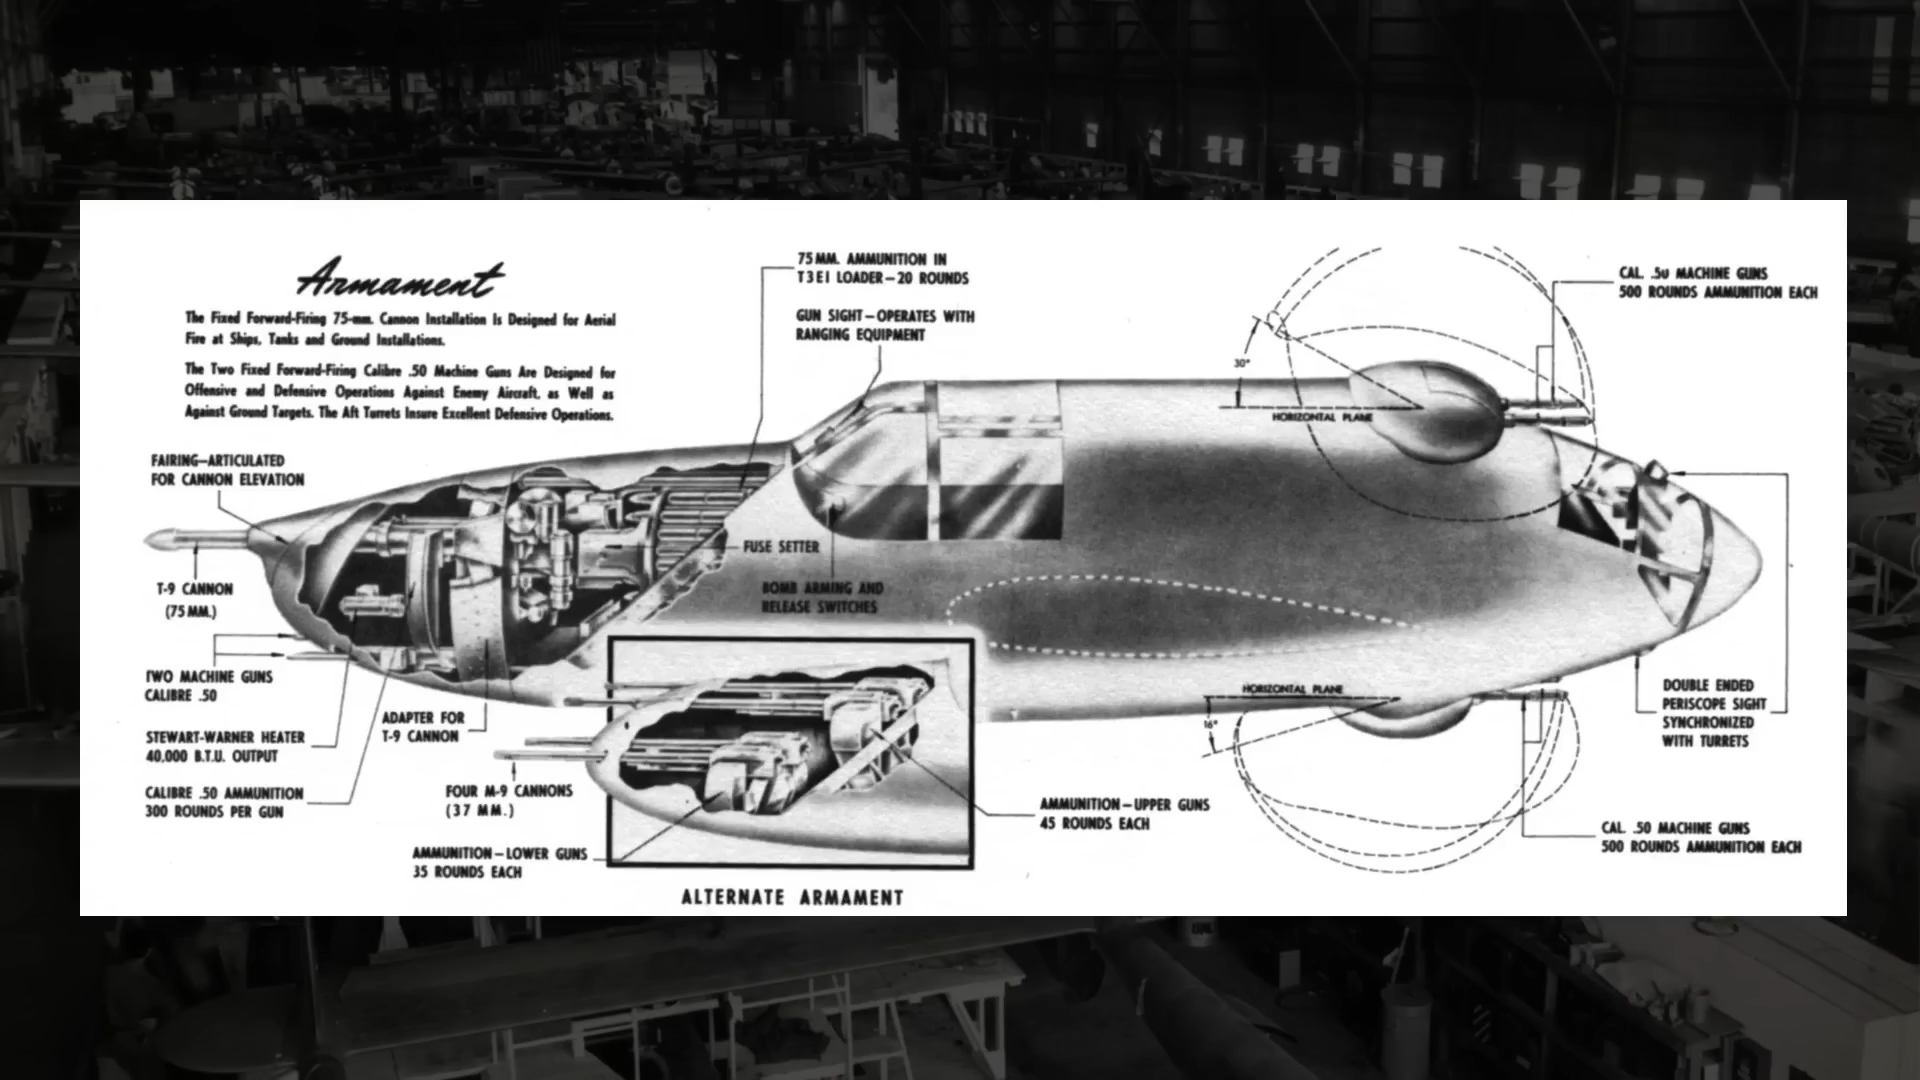 Armament
The Fixed Forward-Firing 75-mm. Cannon Installation Is Designed for Aerial
Fire at Ships, Tanks and Ground Installations.
The Two Fixed Forward-Firing Calibre .50 Machine Guns Are Designed for
Offensive and Defensive Operations Against Enemy Aircraft, as Well as
Against Ground Targets. The Aft Turrets Insure Excellent Defensive Operations.
75MM. AMMUNITION IN
T3E1 LOADER—20 ROUNDS
GUN SIGHT—OPERATES WITH
RANGING EQUIPMENT
CAL. .50 MACHINE GUNS
500 ROUNDS AMMUNITION EACH
30°
HORIZONTAL PLANE
FAIRING—ARTICULATED
FOR CANNON ELEVATION
FUSE SETTER
BOMB ARMING AND
RELEASE SWITCHES
T-9 CANNON
(75MM.)
TWO MACHINE GUNS
CALIBRE .50
STEWART-WARNER HEATER
40,000 B.T.U. OUTPUT
CALIBRE .50 AMMUNITION
300 ROUNDS PER GUN
ADAPTER FOR
T-9 CANNON
FOUR M-9 CANNONS
(37 MM.)
AMMUNITION—LOWER GUNS
35 ROUNDS EACH
AMMUNITION—UPPER GUNS
45 ROUNDS EACH
HORIZONTAL PLANE
16°
DOUBLE ENDED
PERISCOPE SIGHT
SYNCHRONIZED
WITH TURRETS
CAL. .50 MACHINE GUNS
500 ROUNDS AMMUNITION EACH
ALTERNATE ARMAMENT